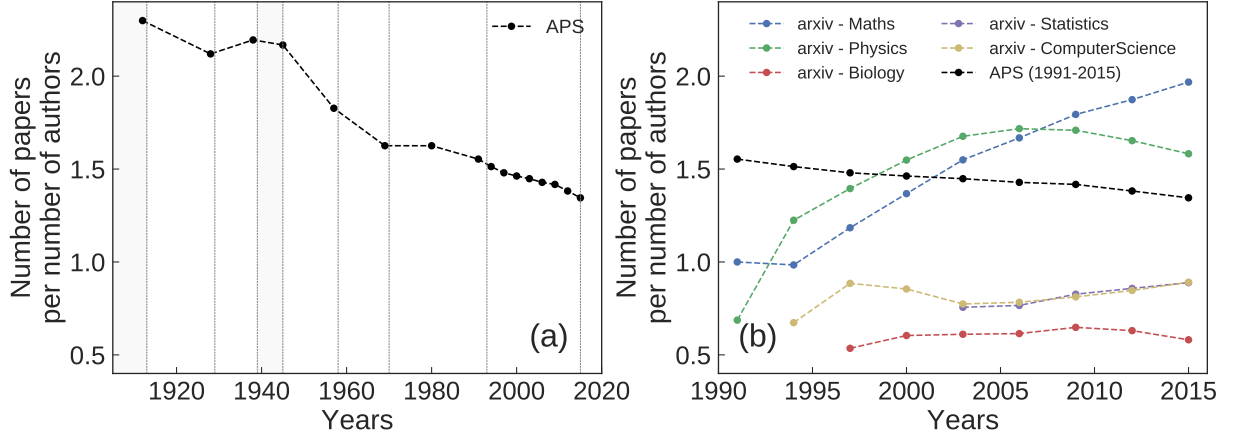 Number of papers
per number of authors
2.0
1.5
1.0
0.5
APS
(a)
1920
1940
1960
1980
2000
2020
Years
Number of papers
per number of authors
2.0
1.5
1.0
0.5
arxiv - Maths
arxiv - Physics
arxiv - Biology
arxiv - Statistics
arxiv - ComputerScience
APS (1991-2015)
(b)
1990
1995
2000
2005
2010
2015
Years